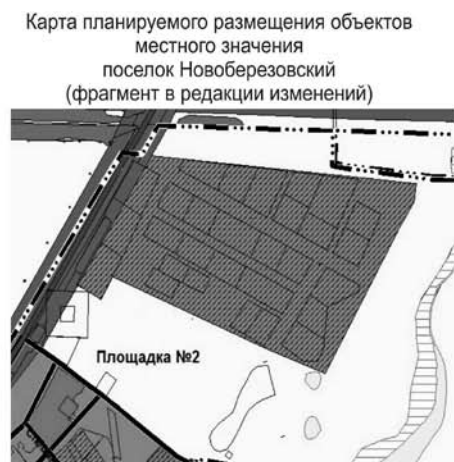 Карта планируемого размещения объектов
местного значения
поселок Новоберезовский
(фрагмент в редакции изменений)
Площадка №2